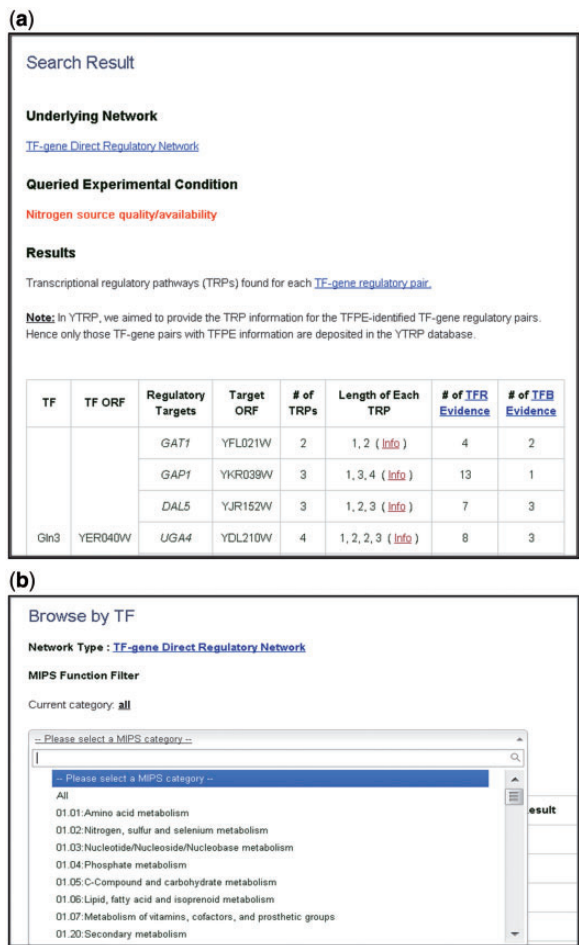 (a)
Search Result
Underlying Network
TF-gene Direct Regulatory Network
Queried Experimental Condition
Nitrogen source quality/availability
Results
Transcriptional regulatory pathways (TRPs) found for each TF-gene regulatory pair.
Note: In YTRP, we aimed to provide the TRP information for the TFPE-identified TF-gene regulatory pairs.
Hence only those TF-gene pairs with TFPE information are deposited in the YTRP database.
TF TF ORF Regulatory Targets Target ORF # of TRPs Length of Each TRP # of TFR Evidence # of TFB Evidence
GAT1 YFL021W 2 1, 2 ( Info ) 4 2
GAP1 YKR039W 3 1, 3, 4 ( Info ) 13 1
DAL5 YJR152W 3 1, 2, 3 ( Info ) 7 3
Gln3 YER040W UGA4 YDL210W 4 1, 2, 2, 3 ( Info ) 8 3
(b)
Browse by TF
Network Type : TF-gene Direct Regulatory Network
MIPS Function Filter
Current category: all
-- Please select a MIPS category --
-- Please select a MIPS category --
All
01.01:Amino acid metabolism
esult
01.02:Nitrogen, sulfur and selenium metabolism
01.03:Nucleotide/Nucleoside/Nucleobase metabolism
01.04:Phosphate metabolism
01.05:C-Compound and carbohydrate metabolism
01.06:Lipid, fatty acid and isoprenoid metabolism
01.07:Metabolism of vitamins, cofactors, and prosthetic groups
01.20:Secondary metabolism